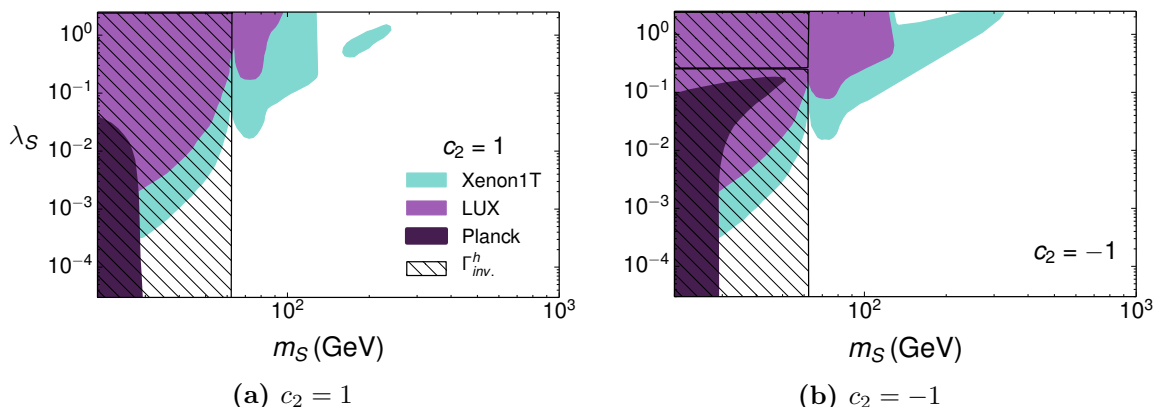 10^0
10^{-1}
λ_S
10^{-2}
10^{-3}
10^{-4}
c_2 = 1
Xenon1T
LUX
Planck
Γ^h_{inv.}
10^2
10^3
m_S (GeV)
(a) c_2 = 1
10^0
10^{-1}
10^{-2}
10^{-3}
10^{-4}
c_2 = −1
10^2
10^3
m_S (GeV)
(b) c_2 = −1